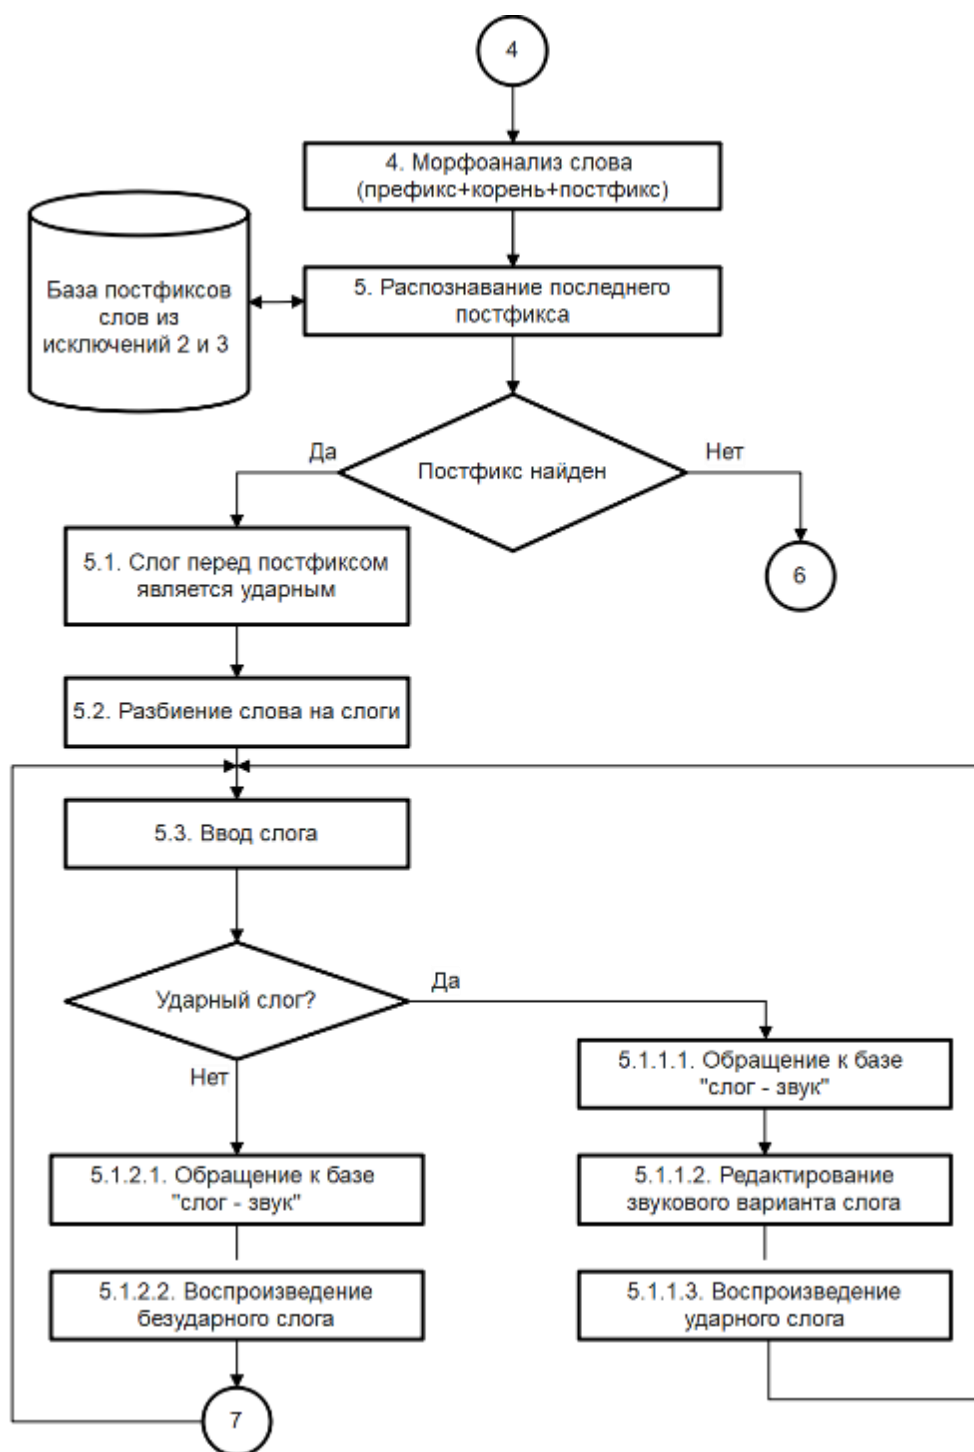 4
4. Морфоанализ слова
(префикс+корень+постфикс)
База постфиксов
слов из
исключений 2 и 3
5. Распознавание последнего
постфикса
Да
Постфикс найден
Нет
5.1. Слог перед постфиксом
является ударным
6
5.2. Разбиение слова на слоги
5.3. Ввод слога
Ударный слог?
Да
Нет
5.1.1.1. Обращение к базе
"слог - звук"
5.1.2.1. Обращение к базе
"слог - звук"
5.1.1.2. Редактирование
звукового варианта слога
5.1.2.2. Воспроизведение
безударного слога
5.1.1.3. Воспроизведение
ударного слога
7